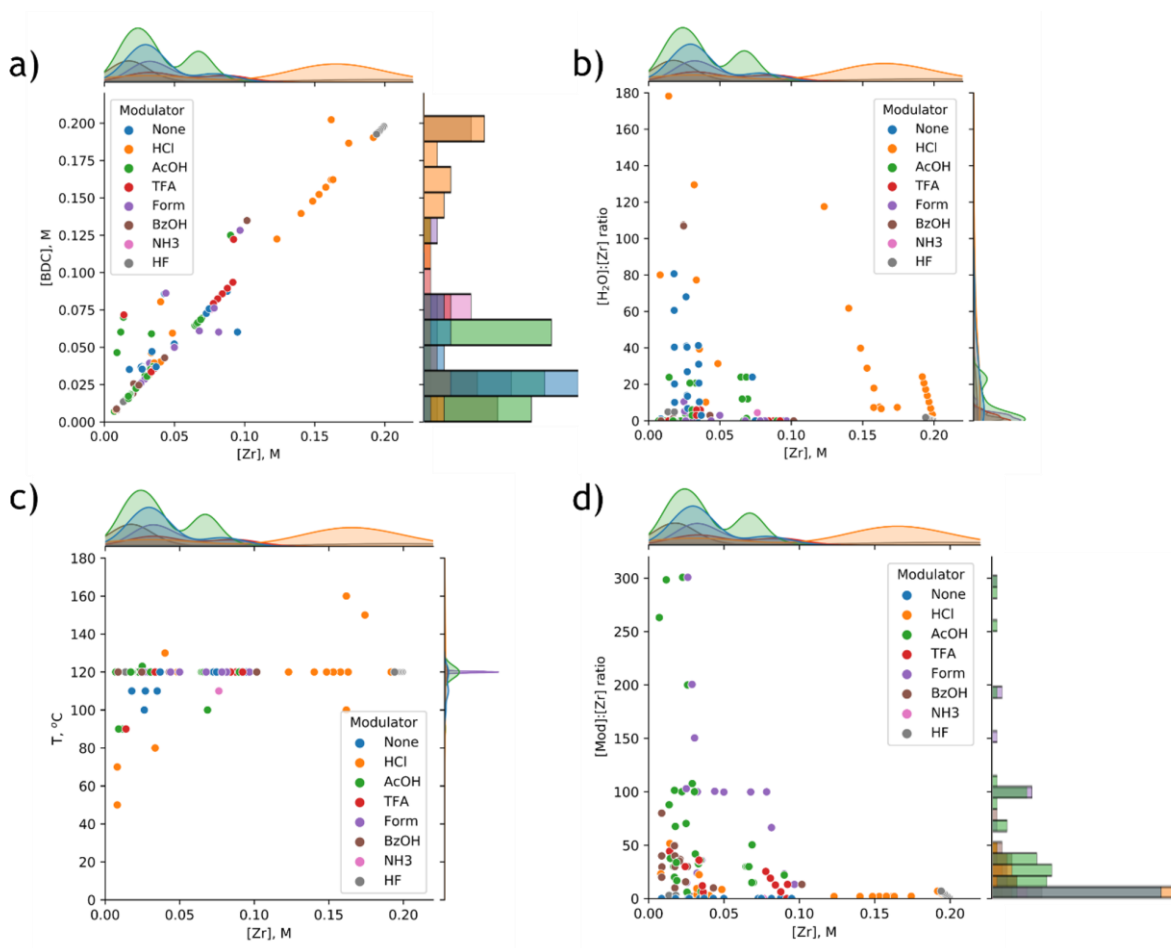 a)
Modulator
None
HCl
AcOH
TFA
Form
BzOH
NH3
HF
[BDC], M
0.200
0.175
0.150
0.125
0.100
0.075
0.050
0.025
0.000
0.00 0.05 0.10 0.15 0.20
[Zr], M
b)
Modulator
None
HCl
AcOH
TFA
Form
BzOH
NH3
HF
[H₂O]:[Zr] ratio
180
160
140
120
100
80
60
40
20
0
0.00 0.05 0.10 0.15 0.20
[Zr], M
c)
T, °C
180
160
140
120
100
80
60
40
20
0
Modulator
None
HCl
AcOH
TFA
Form
BzOH
NH3
HF
0.00 0.05 0.10 0.15 0.20
[Zr], M
d)
Modulator
None
HCl
AcOH
TFA
Form
BzOH
NH3
HF
[Mod]:[Zr] ratio
300
250
200
150
100
50
0
0.00 0.05 0.10 0.15 0.20
[Zr], M